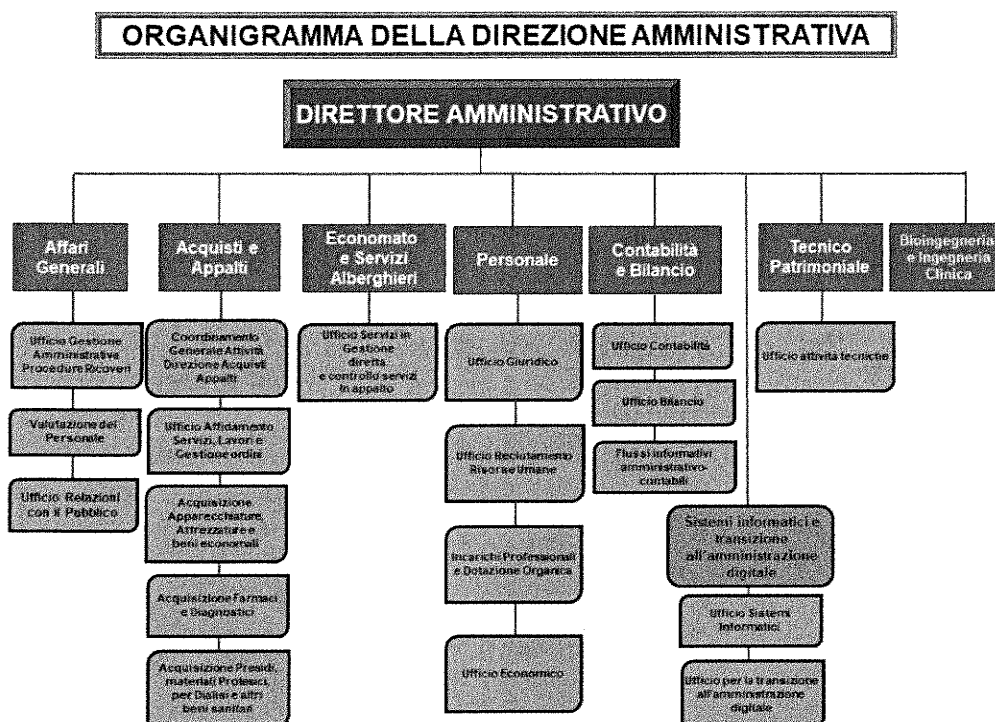 ORGANIGRAMMA DELLA DIREZIONE AMMINISTRATIVA
DIRETTORE AMMINISTRATIVO
Affari
Generali
Acquisti e
Appalti
Economato
e Servizi
Alberghieri
Personale
Contabilità
e Bilancio
Tecnico
Patrimoniale
Bioingegneria
e Ingegneria
Clinica
Ufficio Gestione
Amministrativa
Procedure Ricoveri
Valutazione del
Personale
Ufficio Relazioni
con il Pubblico
Coordinamento
Generale Attività
Direzione Acquisti
Appalti
Ufficio Affidamento
Servizi, Lavori e
Gestione ordini
Acquisizione
Apparecchiature,
Attrezzature e
beni economali
Acquisizione Farmaci
e Diagnostici
Acquisizione Presidi,
materiali Protesici,
per Dialisi e altri
beni sanitari
Ufficio Servizi in
Gestione
diretta
e controllo servizi
in appalto
Ufficio Giuridico
Ufficio Reclutamento
Risorse Umane
Incarichi Professionali
e Dotazione Organica
Ufficio Economico
Ufficio Contabilità
Ufficio Bilancio
Flussi informativi
amministrativo-
contabili
Sistemi informatici e
transizione
all'amministrazione
digitale
Ufficio Sistemi
Informatici
Ufficio per la transizione
all'amministrazione
digitale
Ufficio attività tecniche